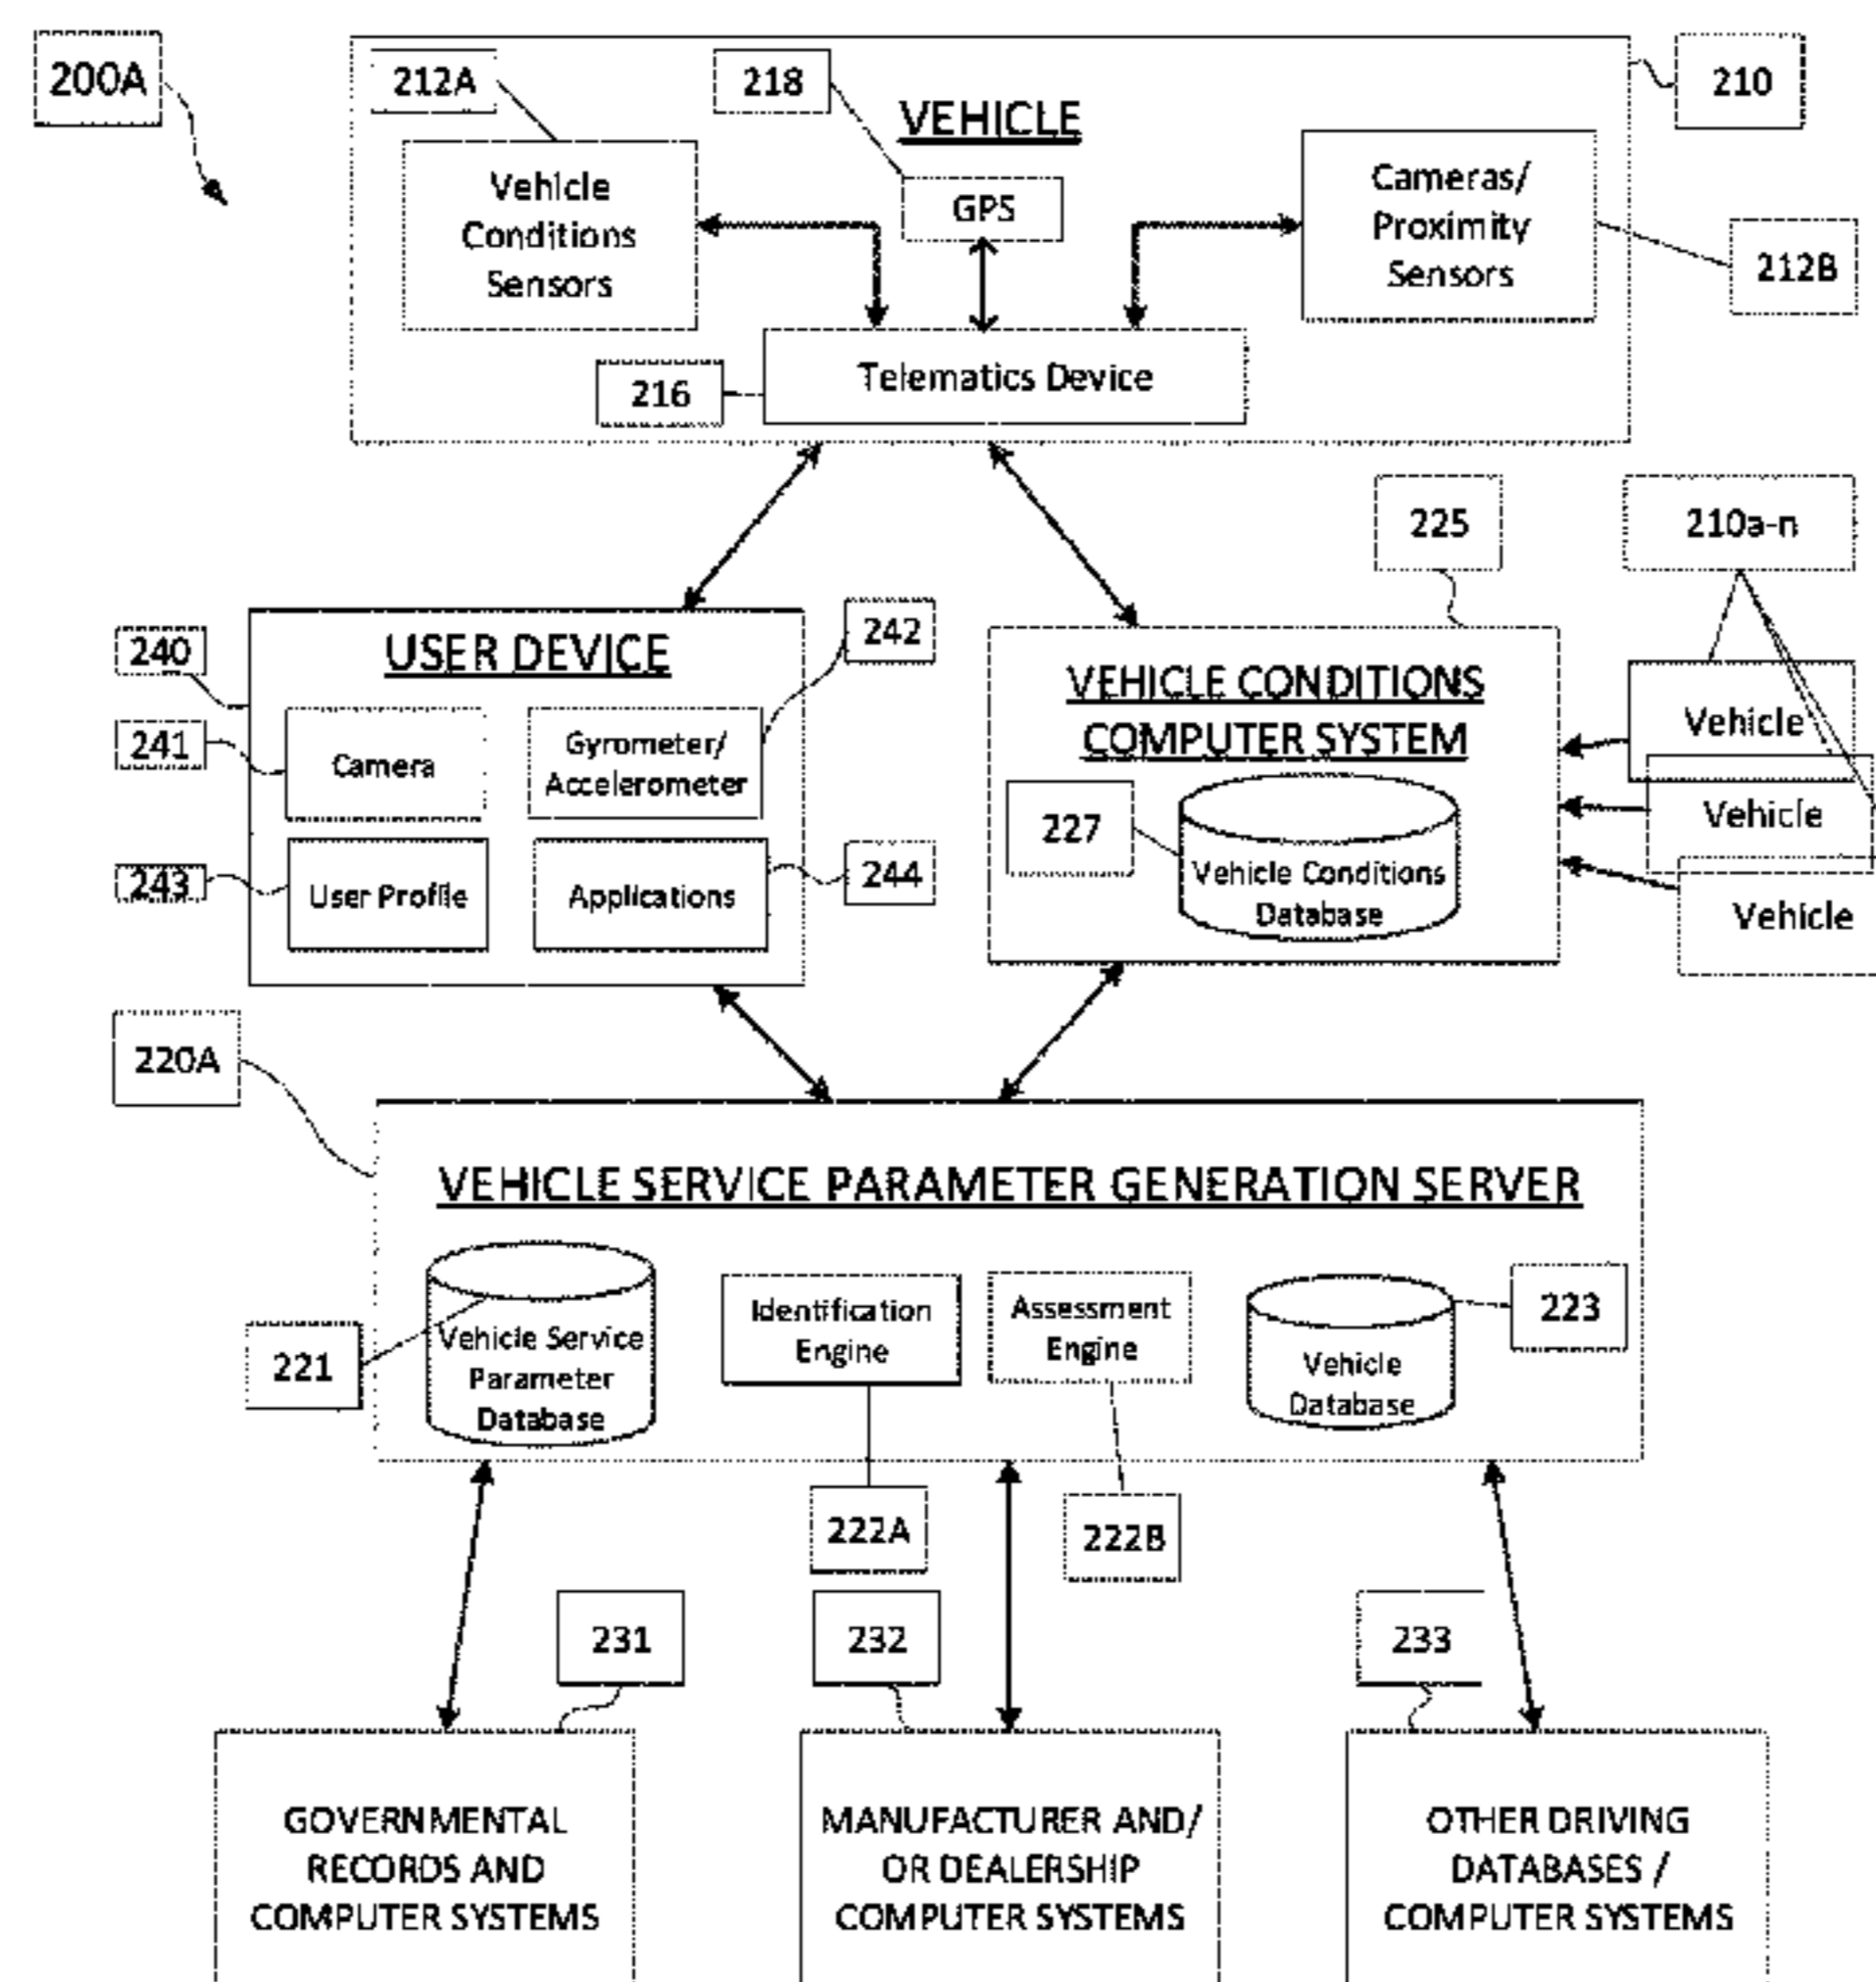 200A
212A
218
VEHICLE
210
Vehicle
Conditions
Sensors
GPS
Cameras/
Proximity
Sensors
212B
216
Telematics Device
225
210a-n
240
USER DEVICE
242
241
Camera
Gyrometer/
Accelerometer
243
User Profile
Applications
244
VEHICLE CONDITIONS
COMPUTER SYSTEM
227
Vehicle Conditions
Database
Vehicle
Vehicle
Vehicle
220A
VEHICLE SERVICE PARAMETER GENERATION SERVER
221
Vehicle Service
Parameter
Database
Identification
Engine
Assessment
Engine
223
Vehicle
Database
222A
222B
231
232
233
GOVERNMENTAL
RECORDS AND
COMPUTER SYSTEMS
MANUFACTURER AND/
OR DEALERSHIP
COMPUTER SYSTEMS
OTHER DRIVING
DATABASES /
COMPUTER SYSTEMS